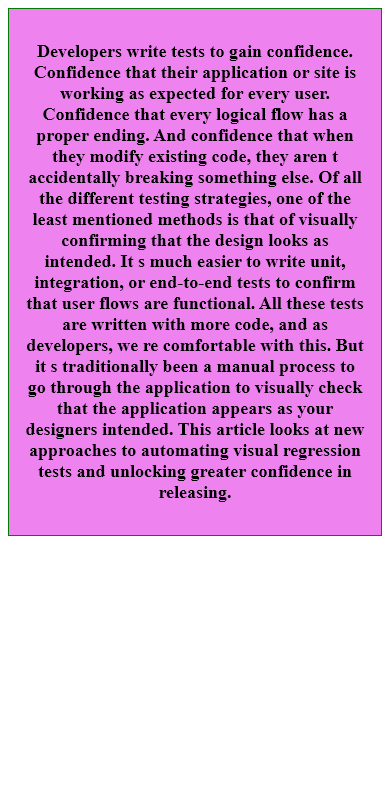 Developers write tests to gain confidence.
Confidence that their application or site is
working as expected for every user.
Confidence that every logical flow has a
proper ending. And confidence that when
they modify existing code, they aren t
accidentally breaking something else. Of all
the different testing strategies, one of the
least mentioned methods is that of visually
confirming that the design looks as
intended. It s much easier to write unit,
integration, or end-to-end tests to confirm
that user flows are functional. All these tests
are written with more code, and as
developers, we re comfortable with this. But
it s traditionally been a manual process to
go through the application to visually check
that the application appears as your
designers intended. This article looks at new
approaches to automating visual regression
tests and unlocking greater confidence in
releasing.